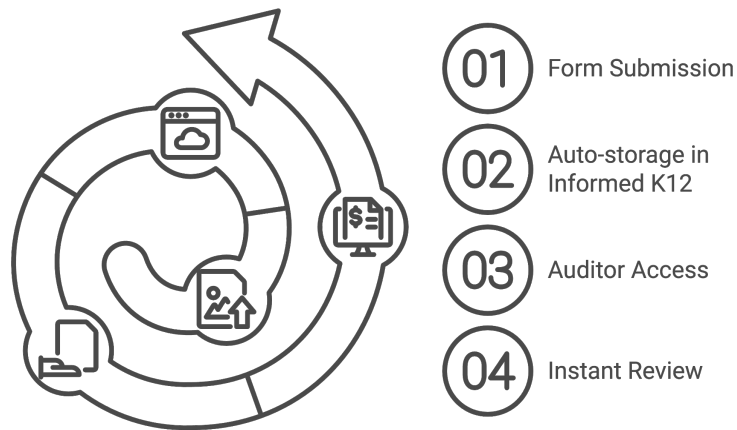 01
Form Submission
02
Auto-storage in
Informed K12
03
Auditor Access
04
Instant Review
$